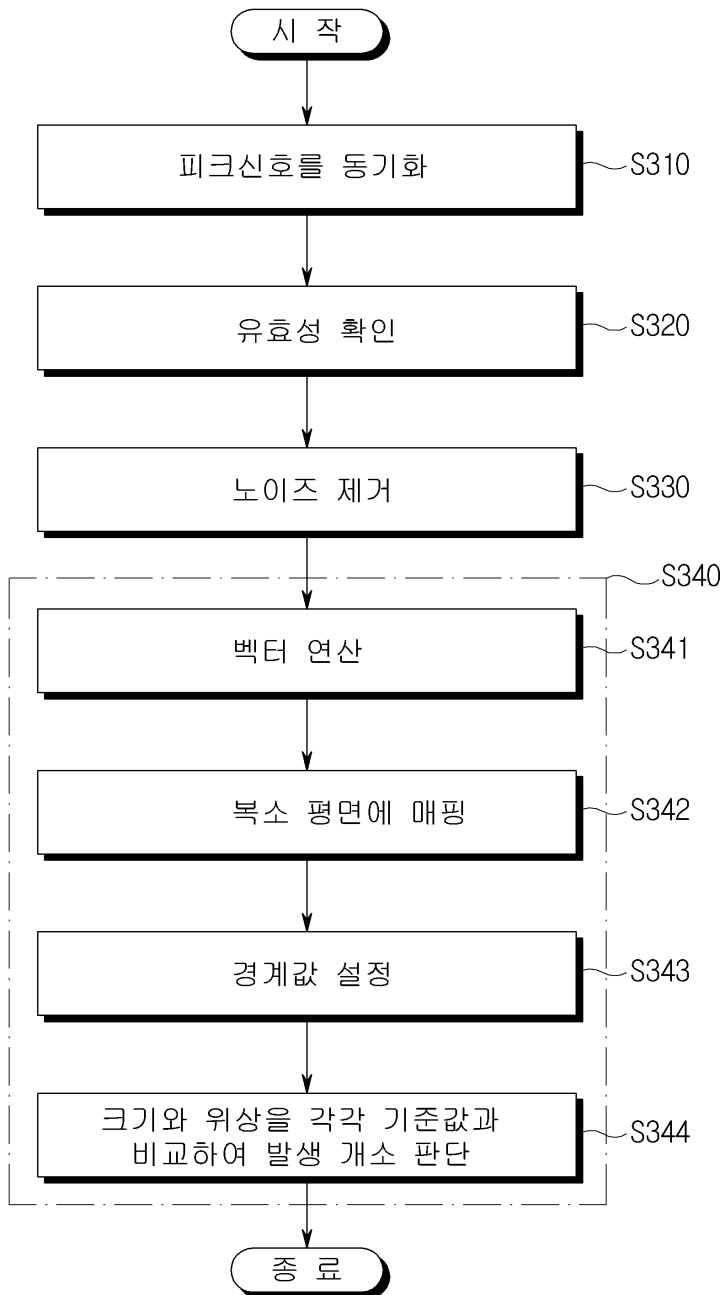 시 작
피크신호를 동기화
S310
유효성 확인
S320
노이즈 제거
S330
S340
벡터 연산
S341
복소 평면에 매핑
S342
경계값 설정
S343
크기와 위상을 각각 기준값과
비교하여 발생 개소 판단
S344
종 료